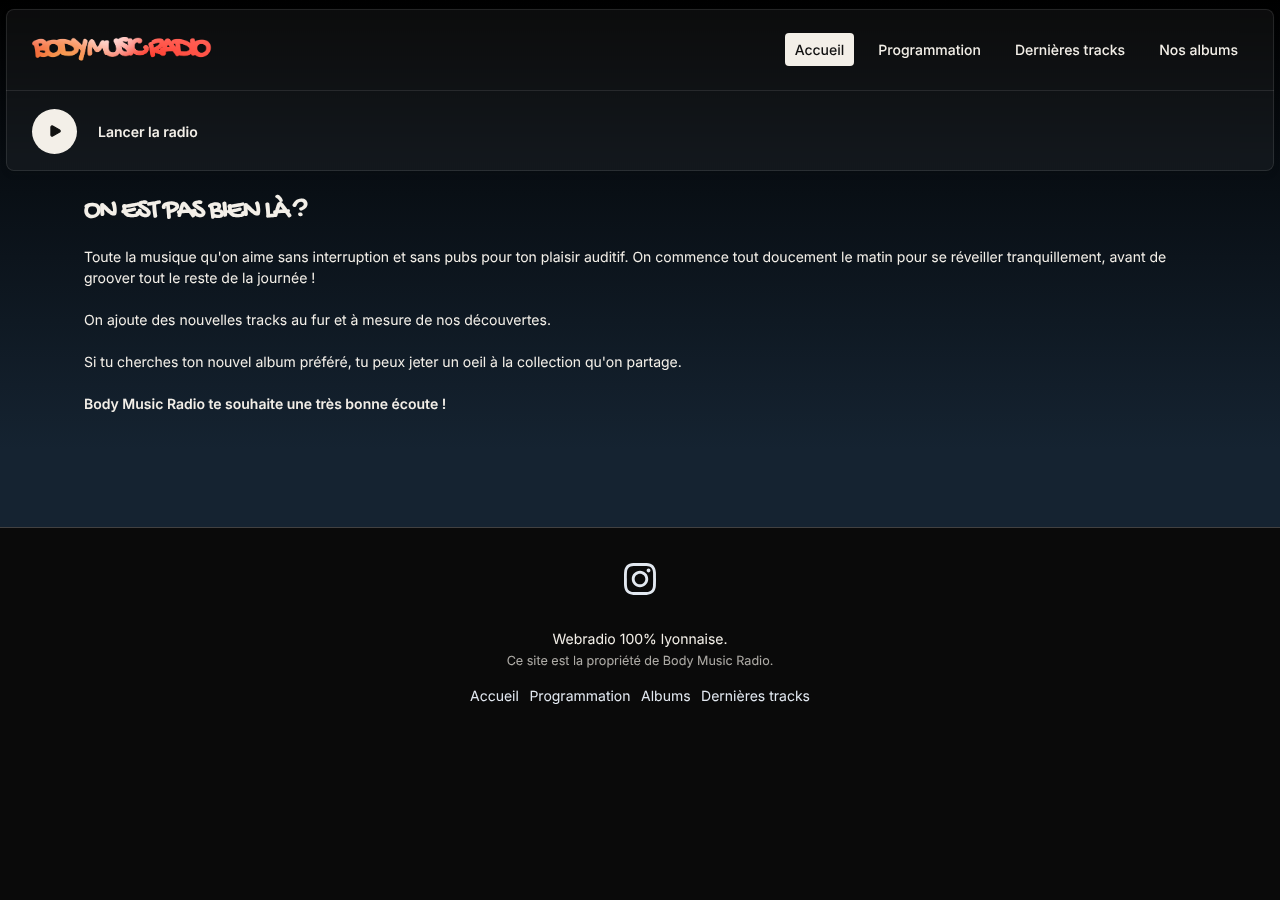 BODY MUSIC RADIO
Accueil
Programmation
Dernières tracks
Nos albums
Lancer la radio
ON EST PAS BIEN LÀ ?
Toute la musique qu'on aime sans interruption et sans pubs pour ton plaisir auditif. On commence tout doucement le matin pour se réveiller tranquillement, avant de
groover tout le reste de la journée !
On ajoute des nouvelles tracks au fur et à mesure de nos découvertes.
Si tu cherches ton nouvel album préféré, tu peux jeter un oeil à la collection qu'on partage.
Body Music Radio te souhaite une très bonne écoute !
Webradio 100% lyonnaise.
Ce site est la propriété de Body Music Radio.
Accueil Programmation Albums Dernières tracks